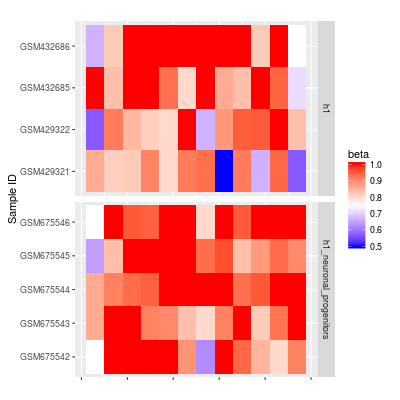 GSM432686
GSM432685
GSM429322
GSM429321
h1
GSM675546
GSM675545
GSM675544
GSM675543
GSM675542
h1_neuronal_progenitors
Sample ID
beta
1.0
0.9
0.8
0.7
0.6
0.5